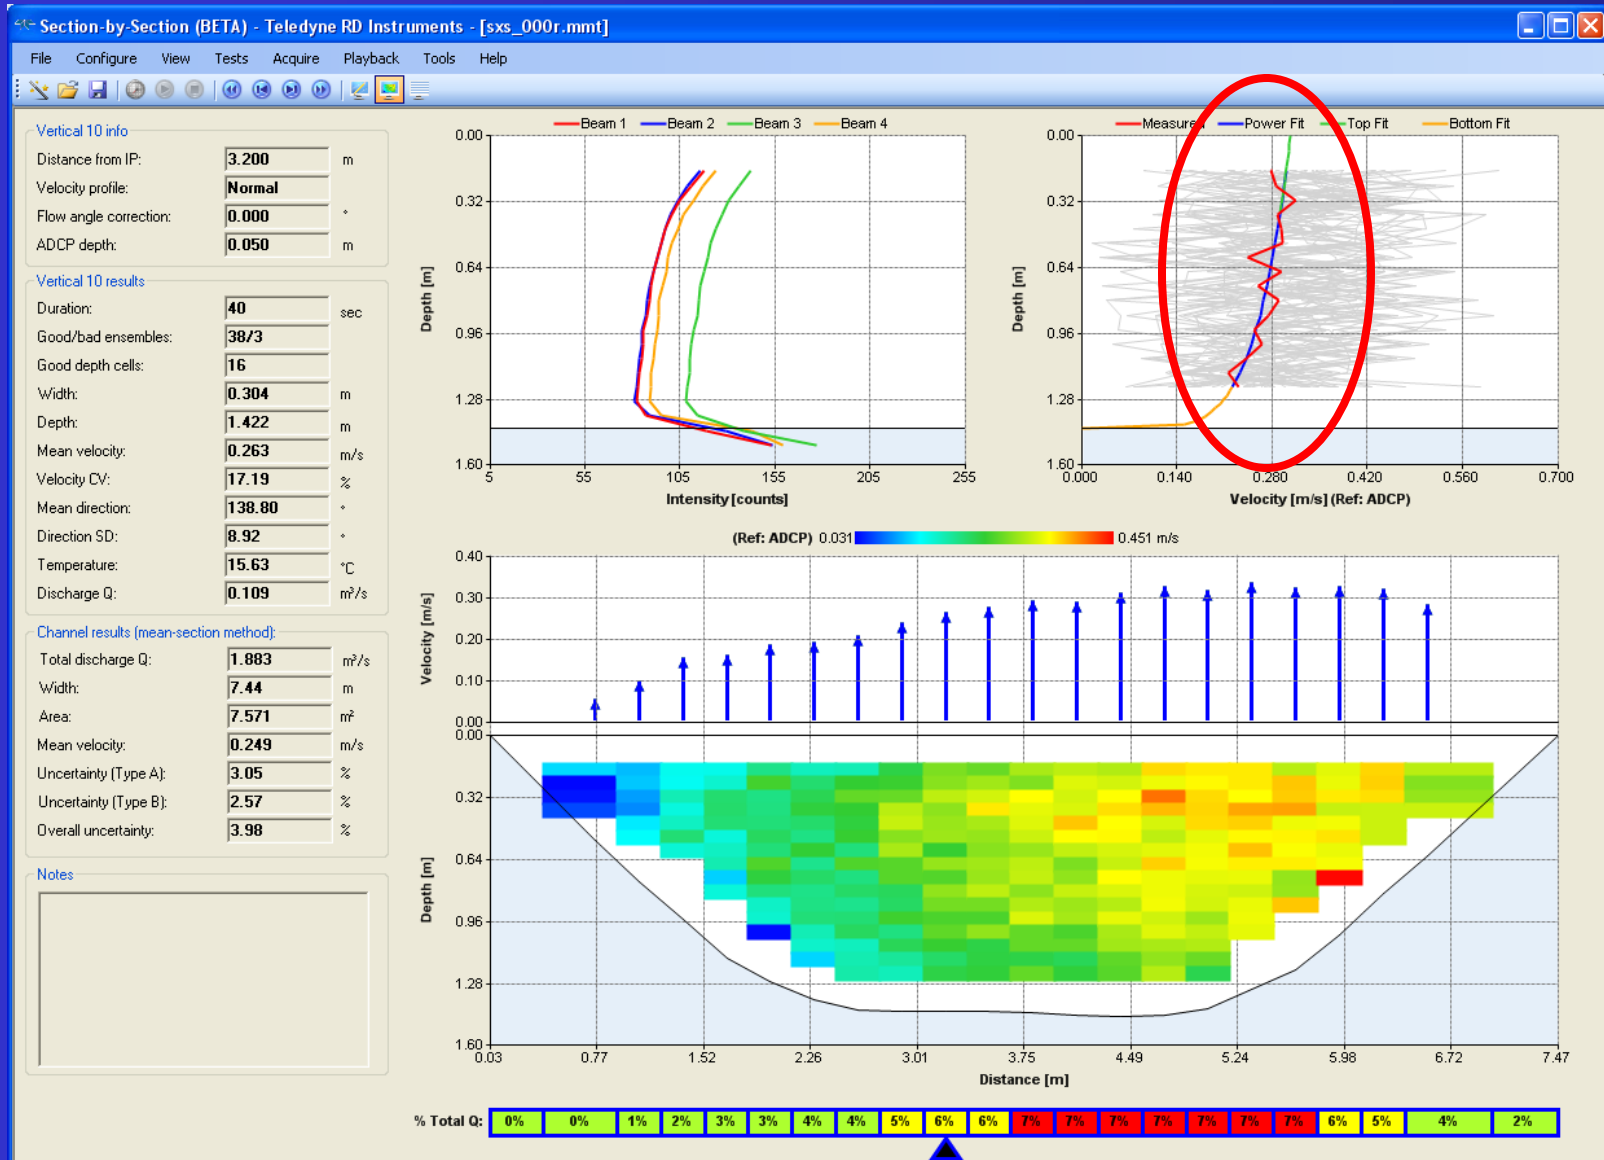 Section-by-Section (BETA) - Teledyne RD Instruments - [sxs_000r.mmt]
File Configure View Tests Acquire Playback Tools Help
Vertical 10 info
Distance from IP: 3.200 m
Velocity profile: Normal
Flow angle correction: 0.000 °
ADCP depth: 0.050 m
Vertical 10 results
Duration: 40 sec
Good/bad ensembles: 38/3
Good depth cells: 16
Width: 0.304 m
Depth: 1.422 m
Mean velocity: 0.263 m/s
Velocity CV: 17.19 %
Mean direction: 138.80 °
Direction SD: 8.92 °
Temperature: 15.63 °C
Discharge Q: 0.109 m³/s
Channel results (mean-section method):
Total discharge Q: 1.883 m³/s
Width: 7.44 m
Area: 7.571 m²
Mean velocity: 0.249 m/s
Uncertainty (Type A): 3.05 %
Uncertainty (Type B): 2.57 %
Overall uncertainty: 3.98 %
Notes
Beam 1 Beam 2 Beam 3 Beam 4
0.00
0.32
0.64
0.96
1.28
1.60
Depth [m]
5 55 105 155 205 255
Intensity [counts]
Power Fit Top Fit Bottom Fit
0.00
0.32
0.64
0.96
1.28
1.60
Depth [m]
0.000 0.140 0.280 0.420 0.560 0.700
Velocity [m/s] (Ref: ADCP)
(Ref: ADCP) 0.031 0.451 m/s
0.40
0.30
0.20
0.10
0.00
Velocity [m/s]
0.00
0.32
0.64
0.96
1.28
1.60
Depth [m]
0.03 0.77 1.52 2.26 3.01 3.75 4.49 5.24 5.98 6.72 7.47
Distance [m]
% Total Q: 0% 0% 1% 2% 3% 3% 4% 4% 5% 6% 6% 7% 7% 7% 7% 7% 7% 7% 6% 5% 4% 2%